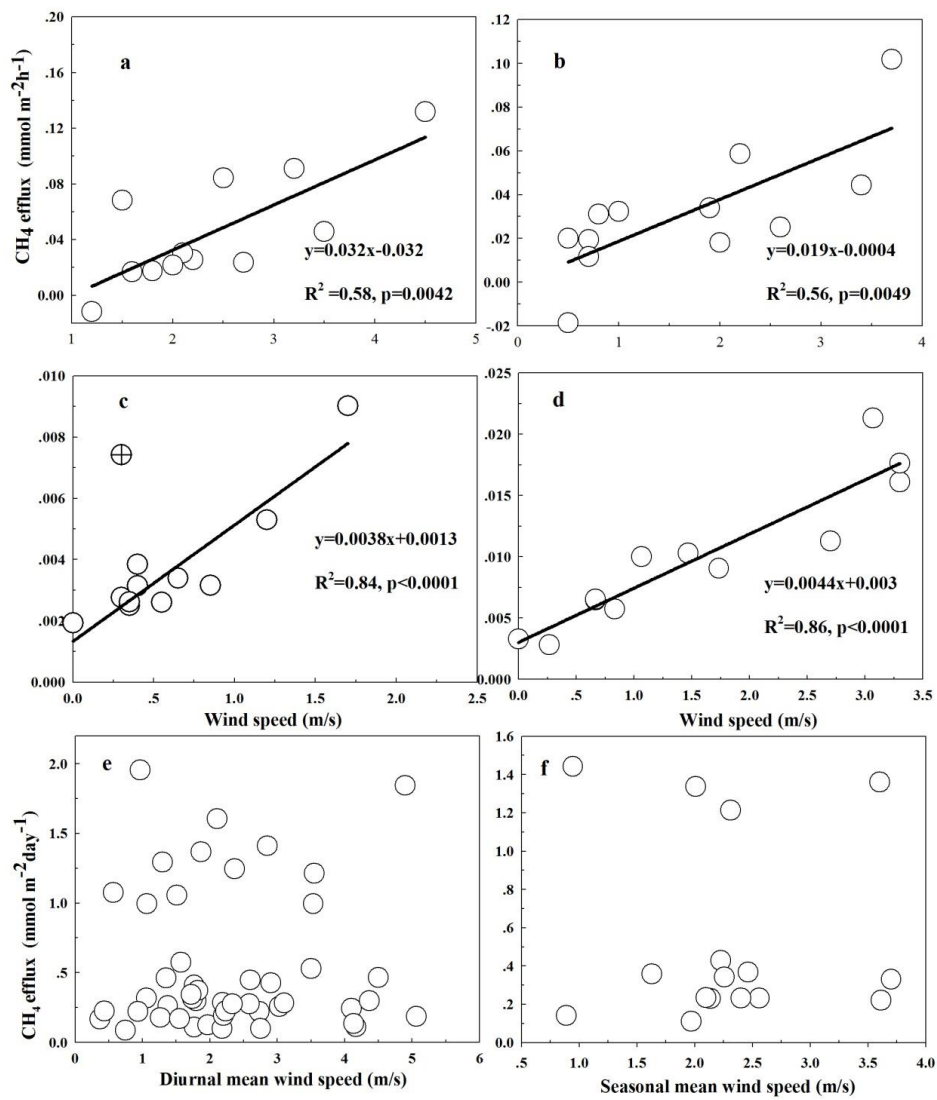 a
CH4 efflux (mmol m-2h-1)
.20
.16
.12
.08
.04
0.00
y=0.032x-0.032
R2 =0.58, p=0.0042
1 2 3 4 5
b
.12
.10
.08
.06
.04
.02
0.00
-.02
y=0.019x-0.0004
R2=0.56, p=0.0049
0 1 2 3 4
c
.010
.008
.006
.004
.002
0.000
y=0.0038x+0.0013
R2=0.84, p<0.0001
0.0 .5 1.0 1.5 2.0 2.5
Wind speed (m/s)
d
.025
.020
.015
.010
.005
0.000
y=0.0044x+0.003
R2=0.86, p<0.0001
0.0 .5 1.0 1.5 2.0 2.5 3.0 3.5
Wind speed (m/s)
e
CH4 efflux (mmol m-2day-1)
2.0
1.5
1.0
.5
0.0
0 1 2 3 4 5 6
Diurnal mean wind speed (m/s)
f
1.6
1.4
1.2
1.0
.8
.6
.4
.2
0.0
.5 1.0 1.5 2.0 2.5 3.0 3.5 4.0
Seasonal mean wind speed (m/s)